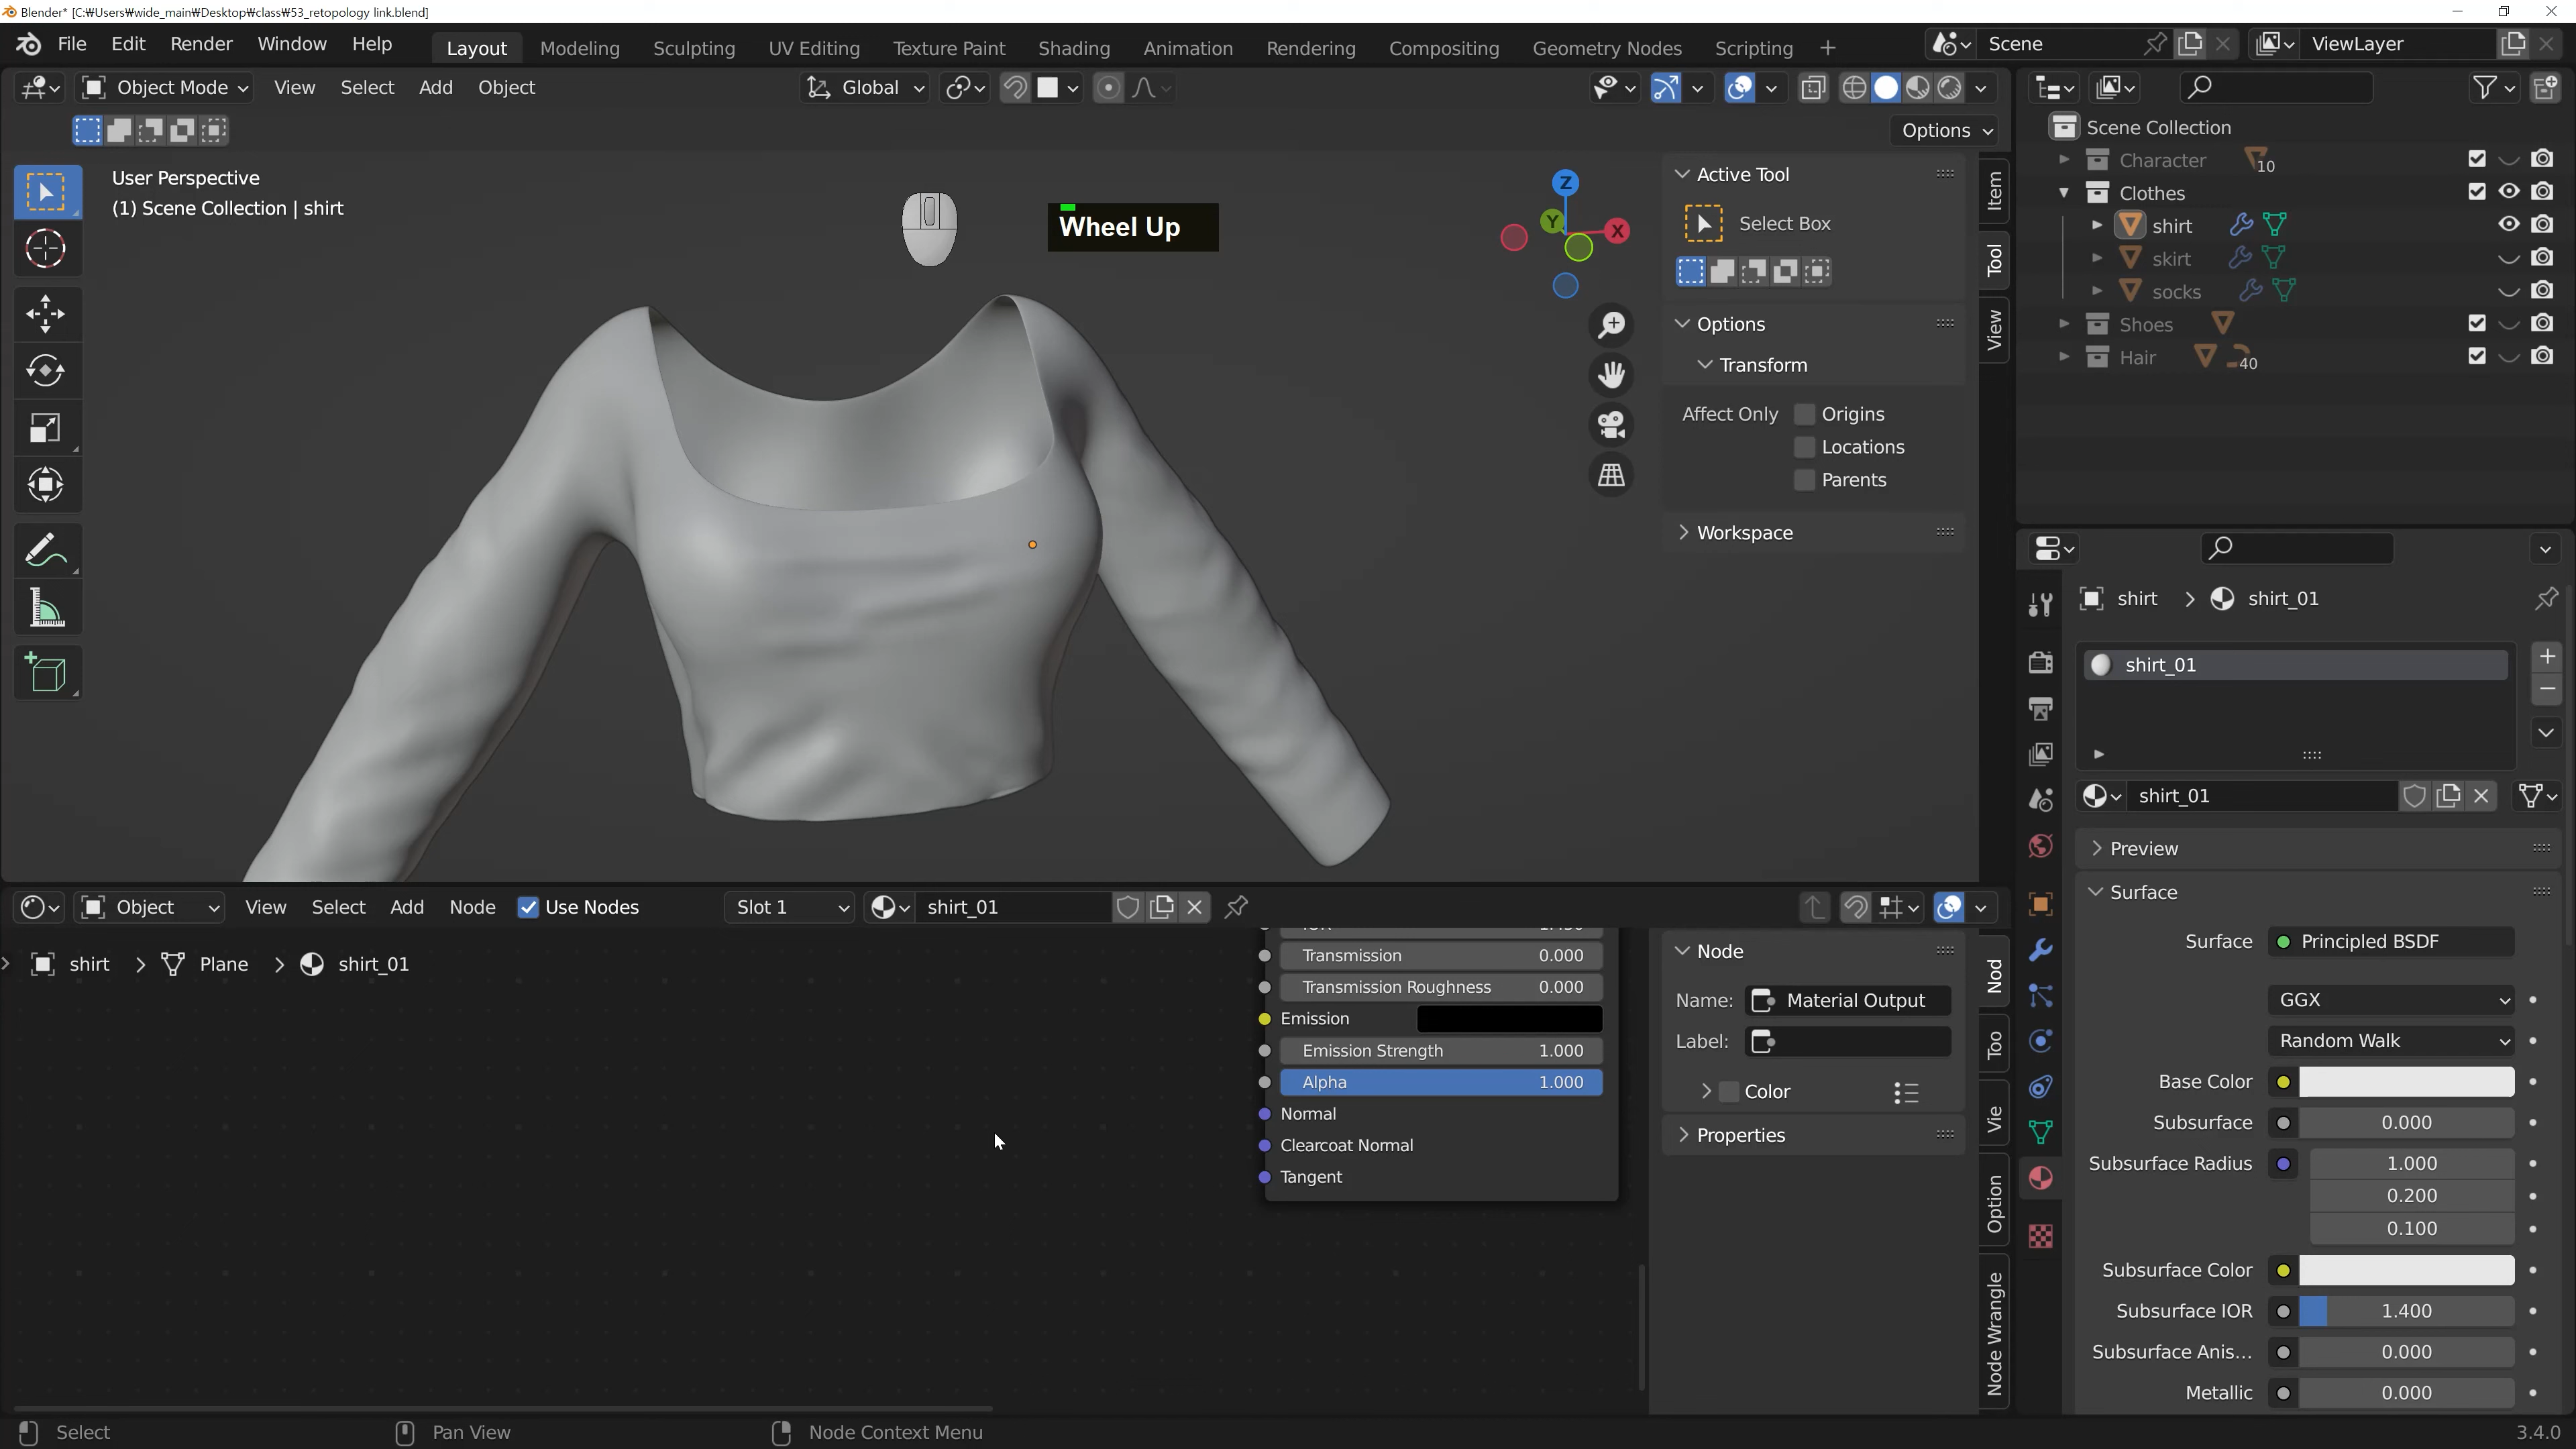 Blender* [C:₩Users₩wide_main₩Desktop₩class₩53_retopology link.blend]
File Edit Render Window Help Layout Modeling Sculpting UV Editing Texture Paint Shading Animation Rendering Compositing Geometry Nodes Scripting + Scene ViewLayer
Object Mode View Select Add Object Global
Options
User Perspective
(1) Scene Collection | shirt
Wheel Up
Z
Y
X
Active Tool
Select Box
Options
Transform
Affect Only Origins
Locations
Parents
Workspace
Item
Tool
View
Scene Collection
Character 10
Clothes
shirt
skirt
socks
Shoes
Hair 40
shirt > shirt_01
shirt_01
shirt_01
Preview
Surface
Surface Principled BSDF
GGX
Random Walk
Base Color
Subsurface 0.000
Subsurface Radius 1.000
0.200
0.100
Subsurface Color
Subsurface IOR 1.400
Subsurface Anis... 0.000
Metallic 0.000
Object View Select Add Node Use Nodes Slot 1 shirt_01
shirt > Plane > shirt_01
Transmission 0.000
Transmission Roughness 0.000
Emission
Emission Strength 1.000
Alpha 1.000
Normal
Clearcoat Normal
Tangent
Node
Name: Material Output
Label:
Color
Properties
Nod
Too
Vie
Option
Node Wrangle
Select Pan View Node Context Menu 3.4.0